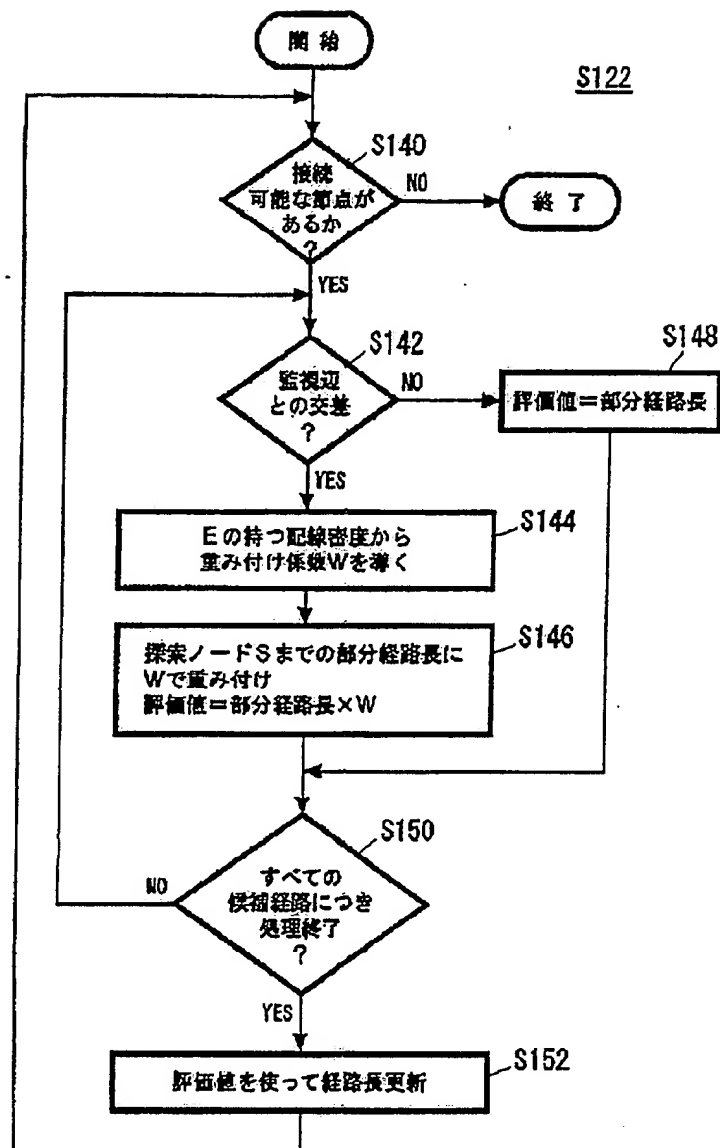 開始
S122
S140
接続
可能な節点が
あるか
?
NO
終了
YES
S142
監視辺
との交差
?
NO
S148
評価値=部分経路長
YES
S144
Eの持つ配線密度から
重み付け係数Wを導く
S146
探索ノードSまでの部分経路長に
Wで重み付け
評価値=部分経路長×W
S150
すべての
候補経路につき
処理終了
?
NO
YES
S152
評価値を使って経路長更新